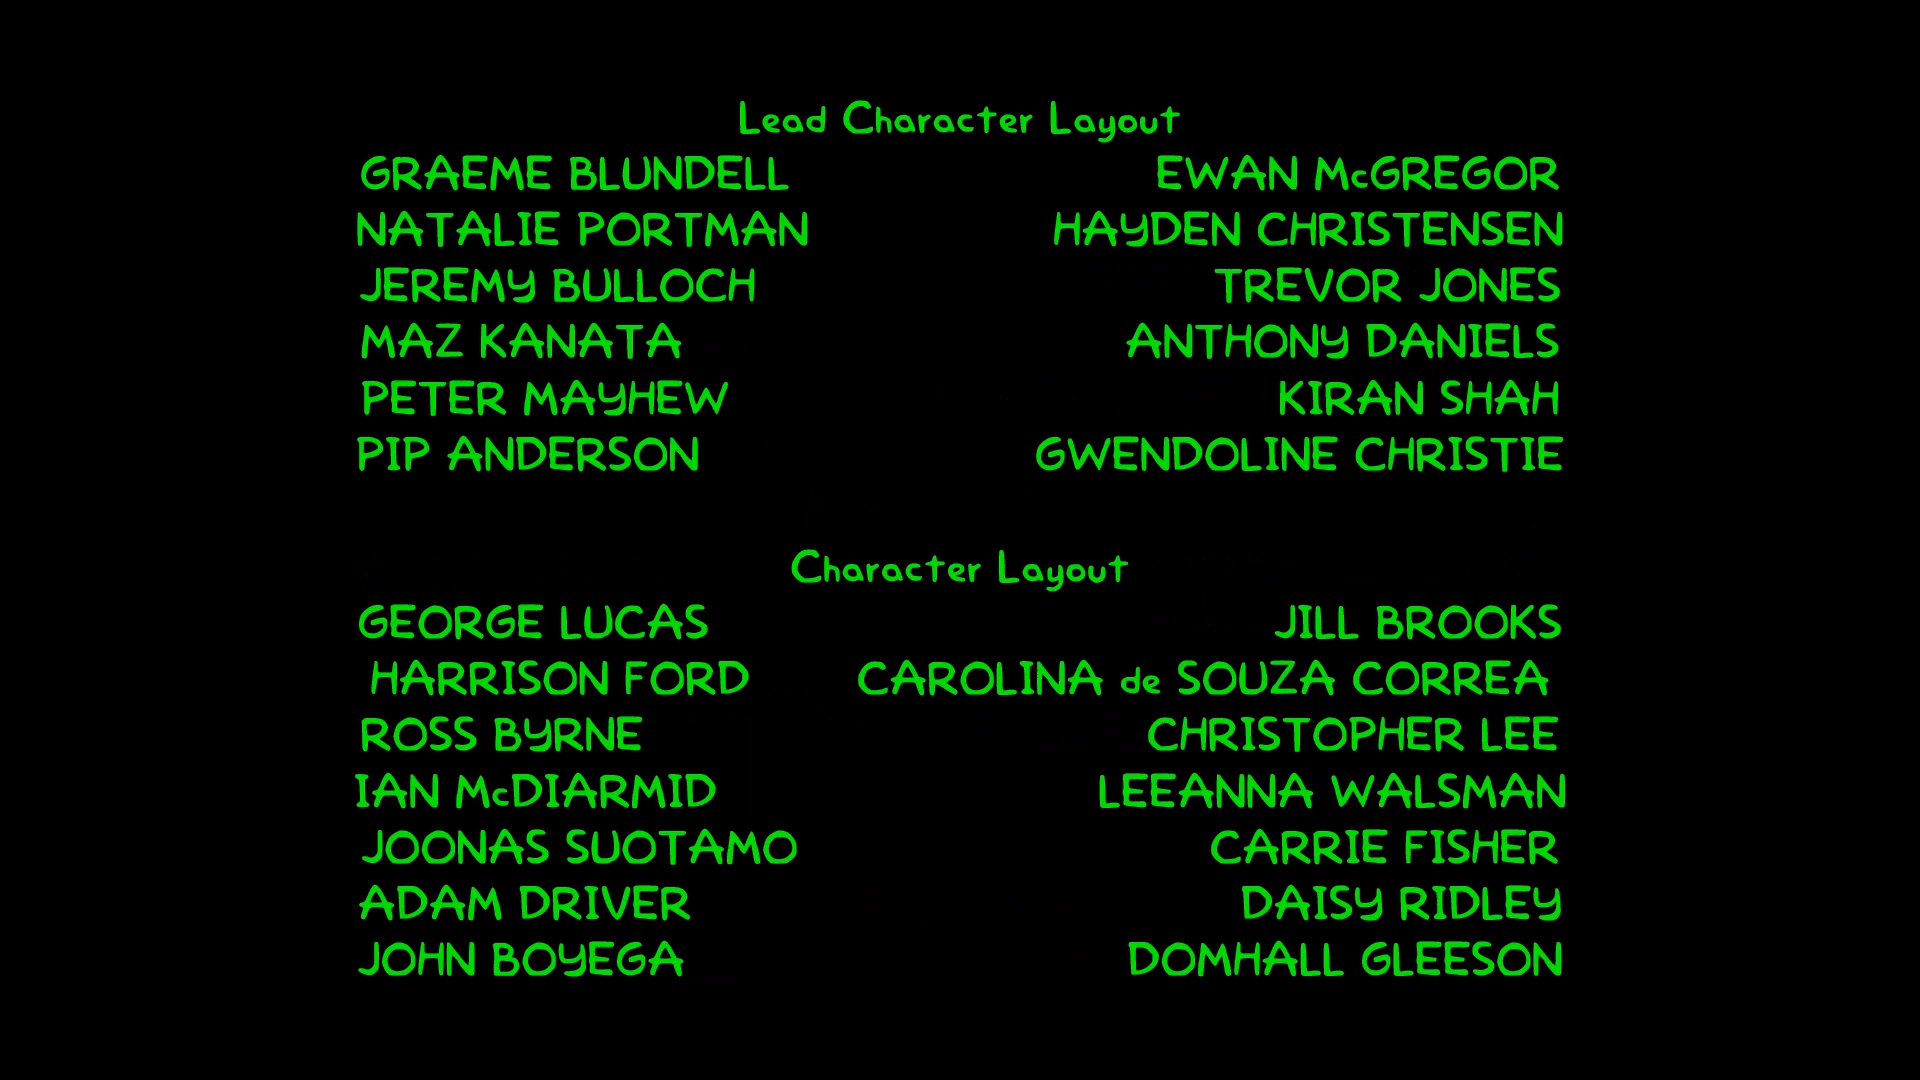 Lead Character Layout
GRAEME BLUNDELL EWAN McGREGOR
NATALIE PORTMAN HAYDEN CHRISTENSEN
JEREMY BULLOCH TREVOR JONES
MAZ KANATA ANTHONY DANIELS
PETER MAYHEW KIRAN SHAH
PIP ANDERSON GWENDOLINE CHRISTIE
Character Layout
GEORGE LUCAS JILL BROOKS
HARRISON FORD CAROLINA de SOUZA CORREA
ROSS BYRNE CHRISTOPHER LEE
IAN McDIARMID LEEANNA WALSMAN
JOONAS SUOTAMO CARRIE FISHER
ADAM DRIVER DAISY RIDLEY
JOHN BOYEGA DOMHALL GLEESON